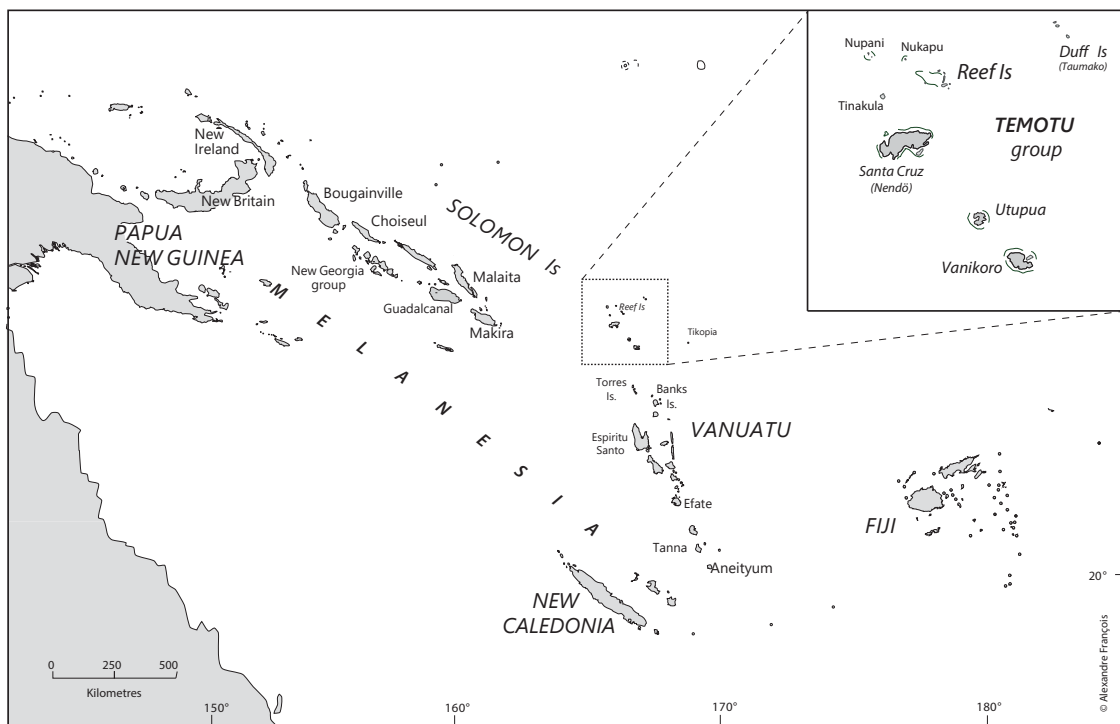 Nupani
Nukapu
Duff Is
(Taumako)
Reef Is
Tinakula
TEMOTU
group
Santa Cruz
(Nendö)
Utupua
Vanikoro
New
Ireland
New Britain
Bougainville
Choiseul
SOLOMON Is
PAPUA
NEW GUINEA
New Georgia
group
Malaita
Guadalcanal
Makira
Reef Is
Tikopia
MELANESIA
Torres
Is.
Banks
Is.
VANUATU
Espiritu
Santo
Efate
FIJI
Tanna
Aneityum
20°
NEW
CALEDONIA
0 250 500
Kilometres
150° 160° 170° 180°
© Alexandre François